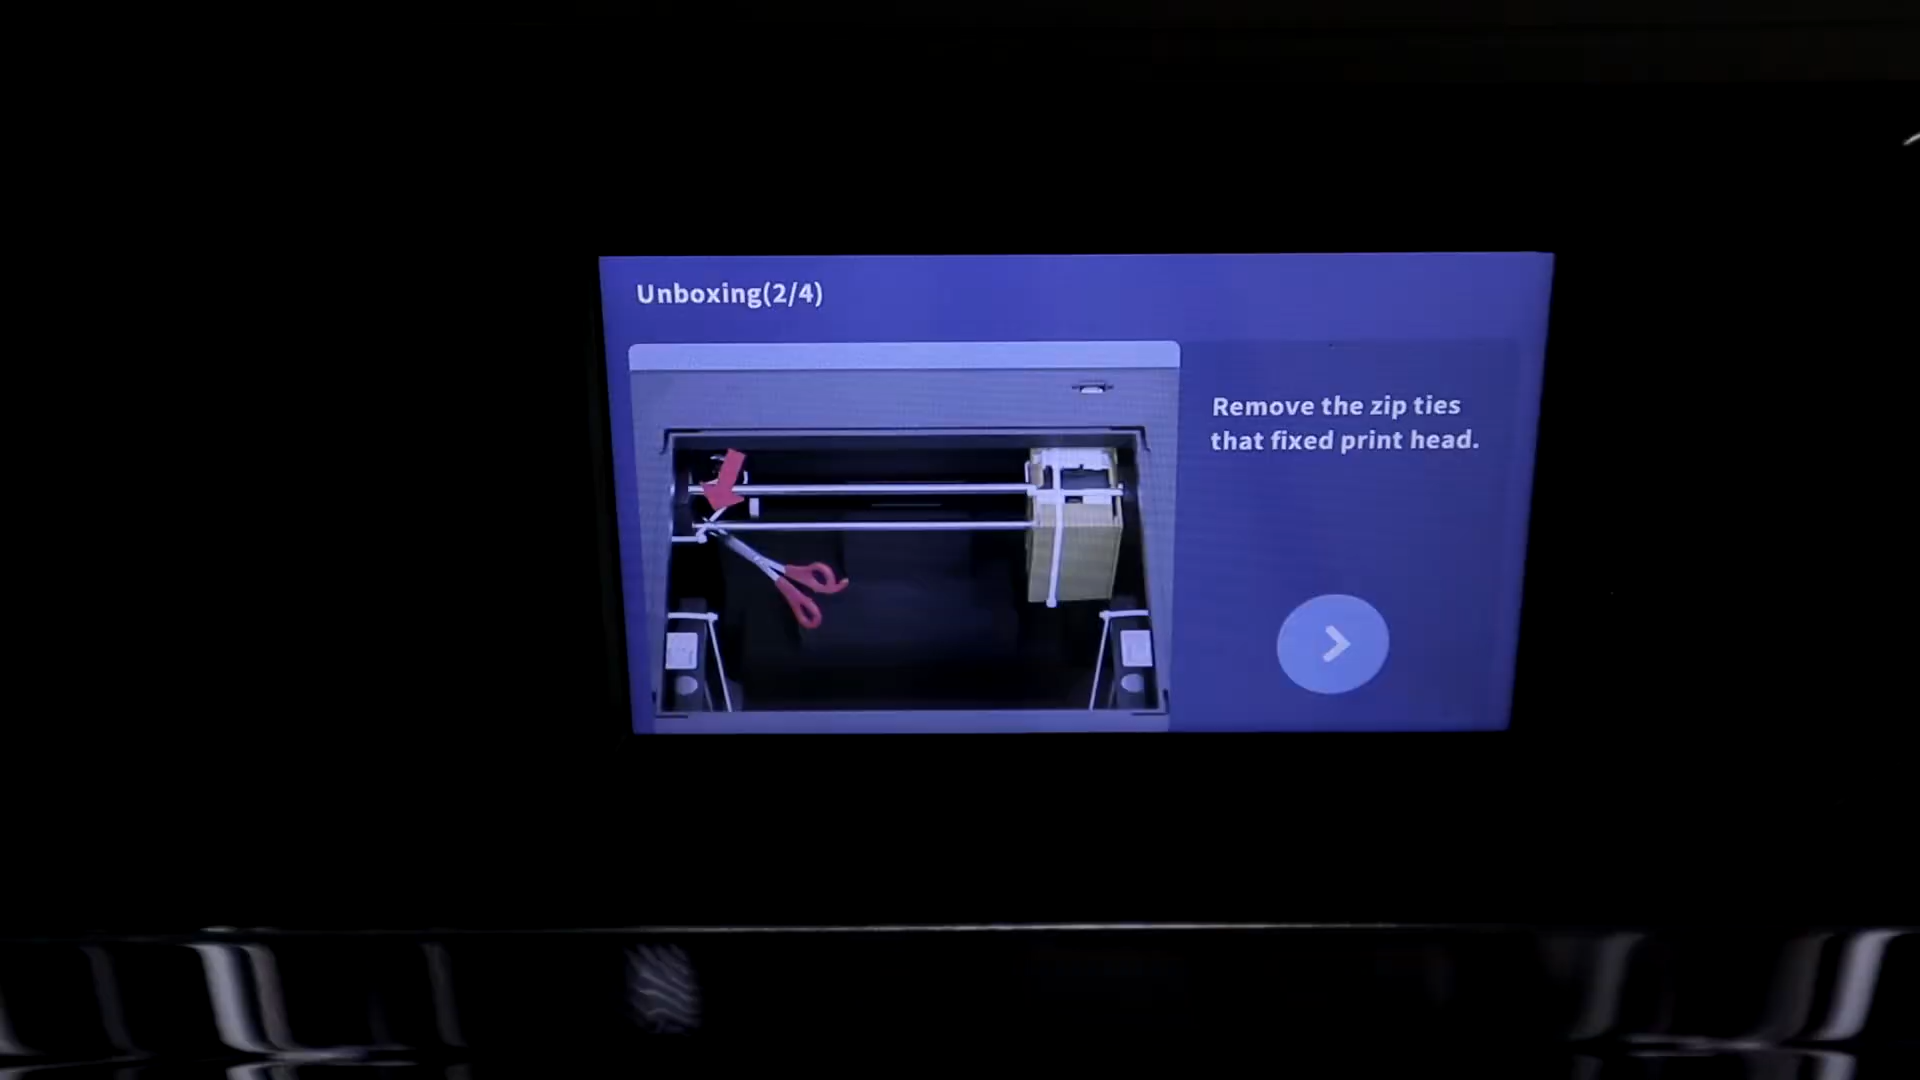 Unboxing(2/4)
Remove the zip ties
that fixed print head.